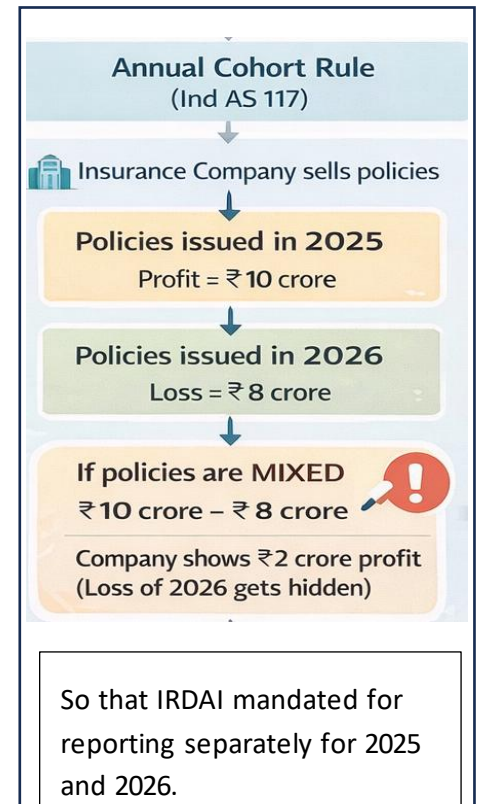 Annual Cohort Rule
(Ind AS 117)
Insurance Company sells policies
Policies issued in 2025
Profit = ₹ 10 crore
Policies issued in 2026
Loss = ₹ 8 crore
If policies are MIXED
₹ 10 crore – ₹ 8 crore
Company shows ₹2 crore profit
(Loss of 2026 gets hidden)
So that IRDAI mandated for
reporting separately for 2025
and 2026.